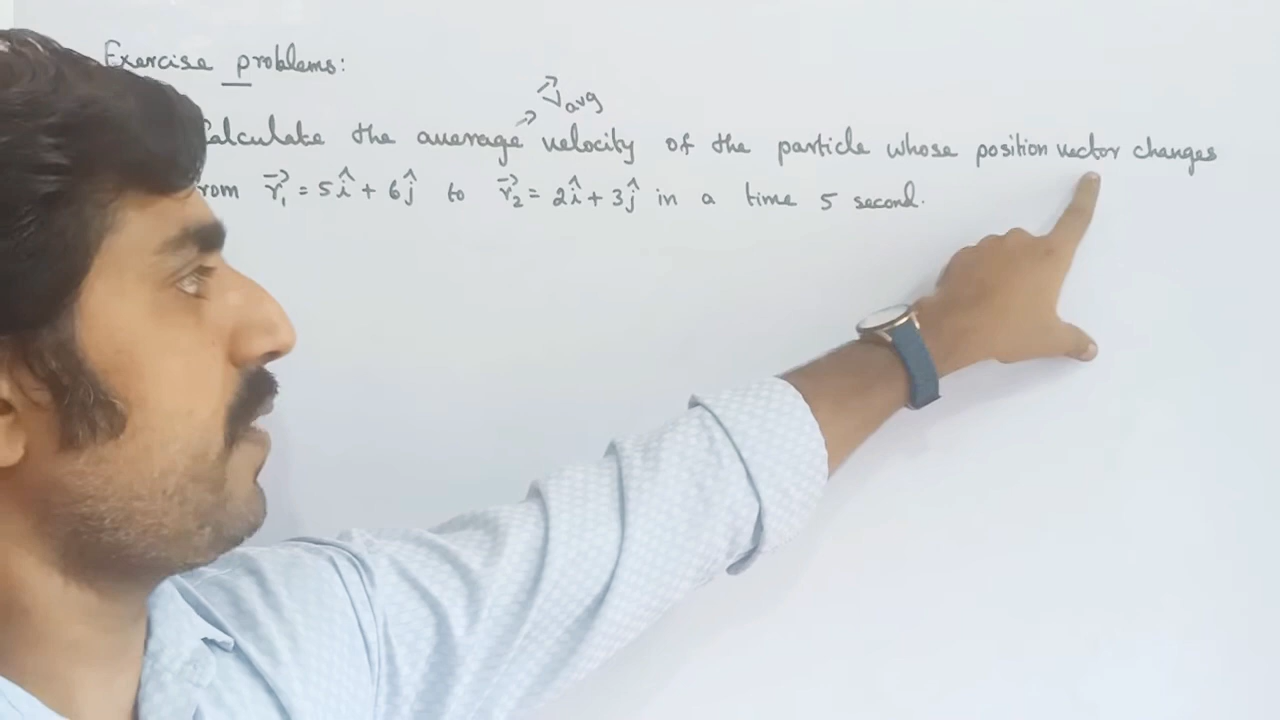 Exercise problems:
V⃗avg
Calculate the average velocity of the particle whose position vector changes
from r⃗₁ = 5î + 6ĵ to r⃗₂ = 2î + 3ĵ in a time 5 second.